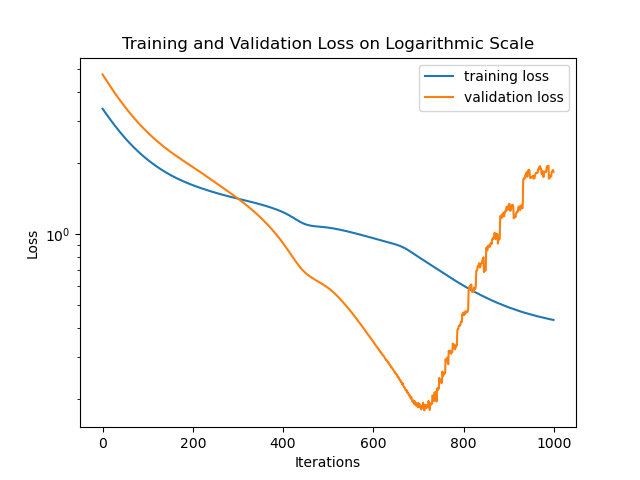 Training and Validation Loss on Logarithmic Scale
training loss
validation loss
Loss
10⁰
0 200 400 600 800 1000
Iterations